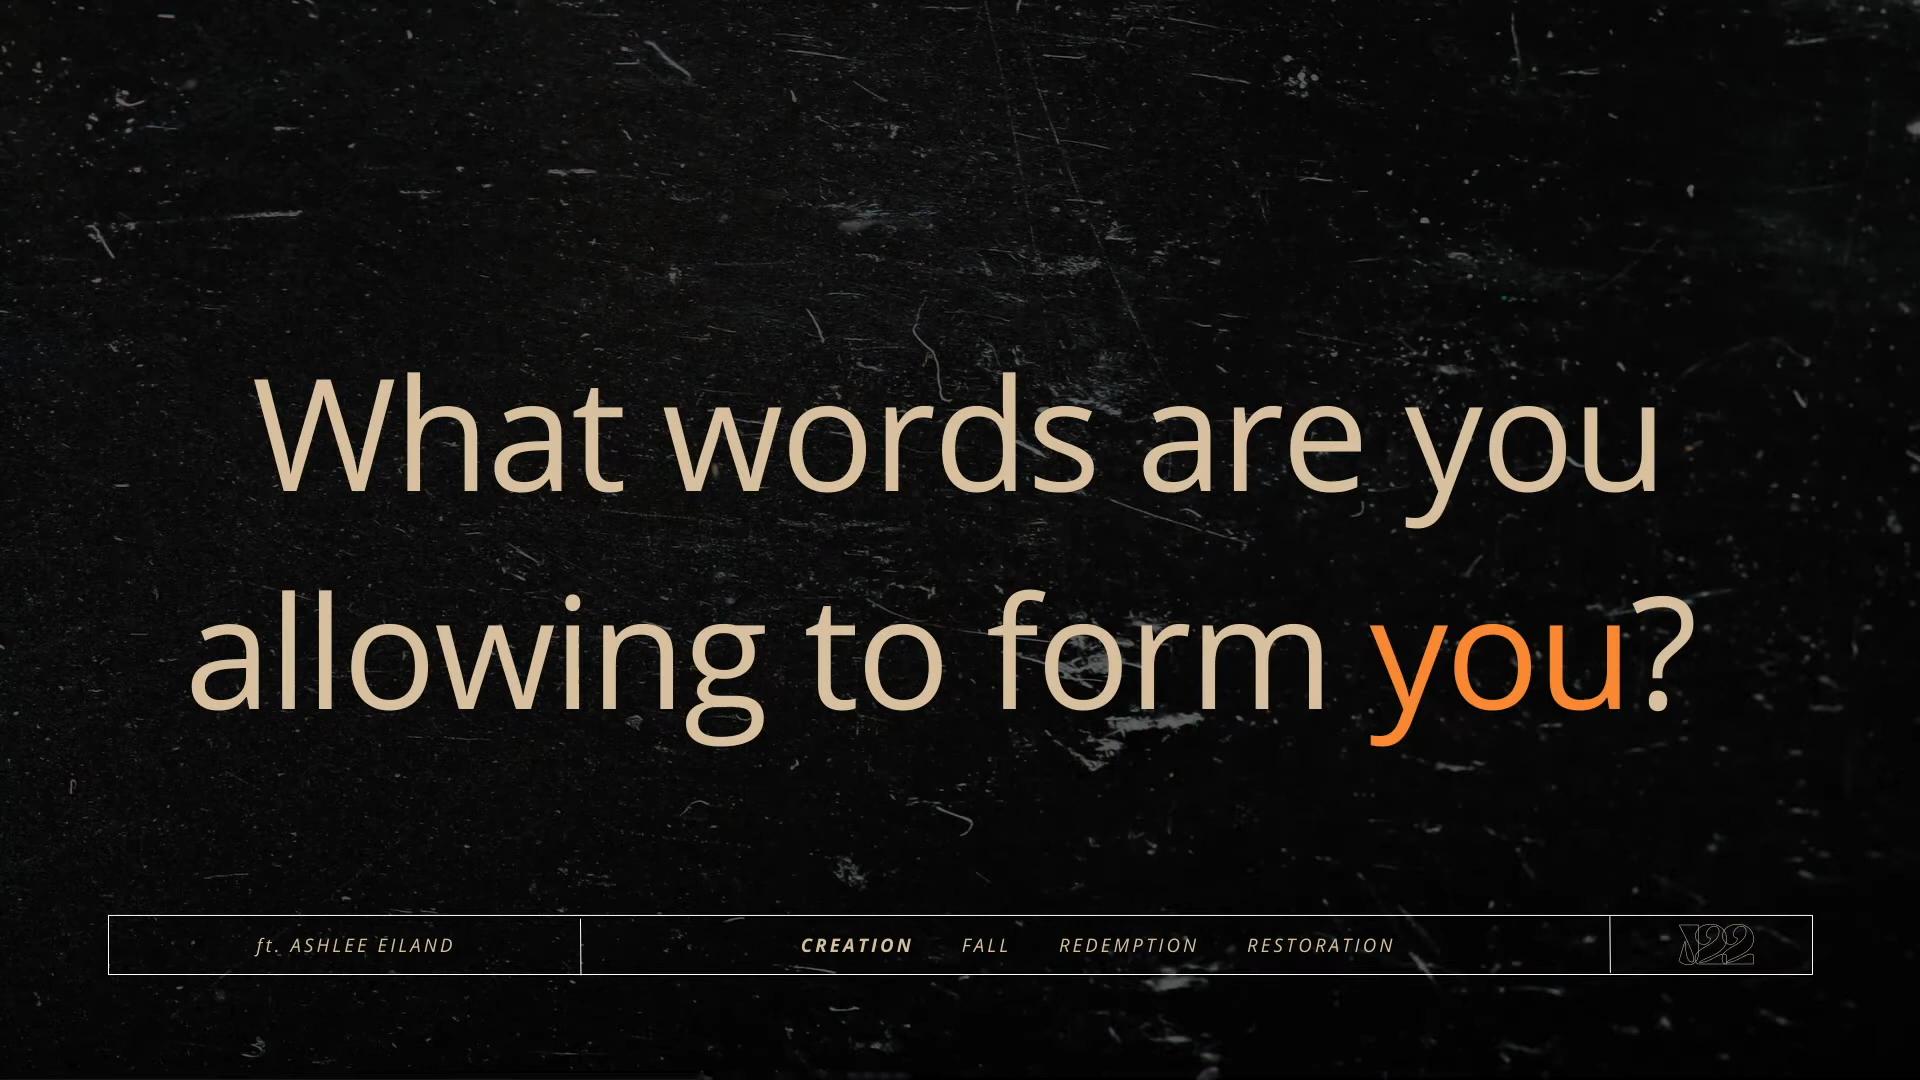 What words are you
allowing to form you?
ft. ASHLEE EILAND
CREATION FALL REDEMPTION RESTORATION